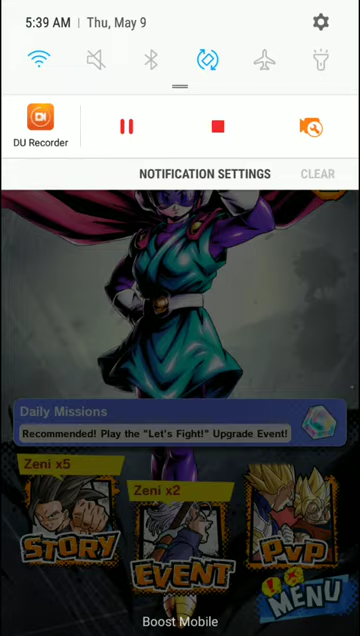 5:39 AM | Thu, May 9
DU Recorder
NOTIFICATION SETTINGS CLEAR
Daily Missions
Recommended! Play the "Let's Fight!" Upgrade Event!
Zeni x5
Zeni x2
STORY
EVENT
PvP
MENU
Boost Mobile